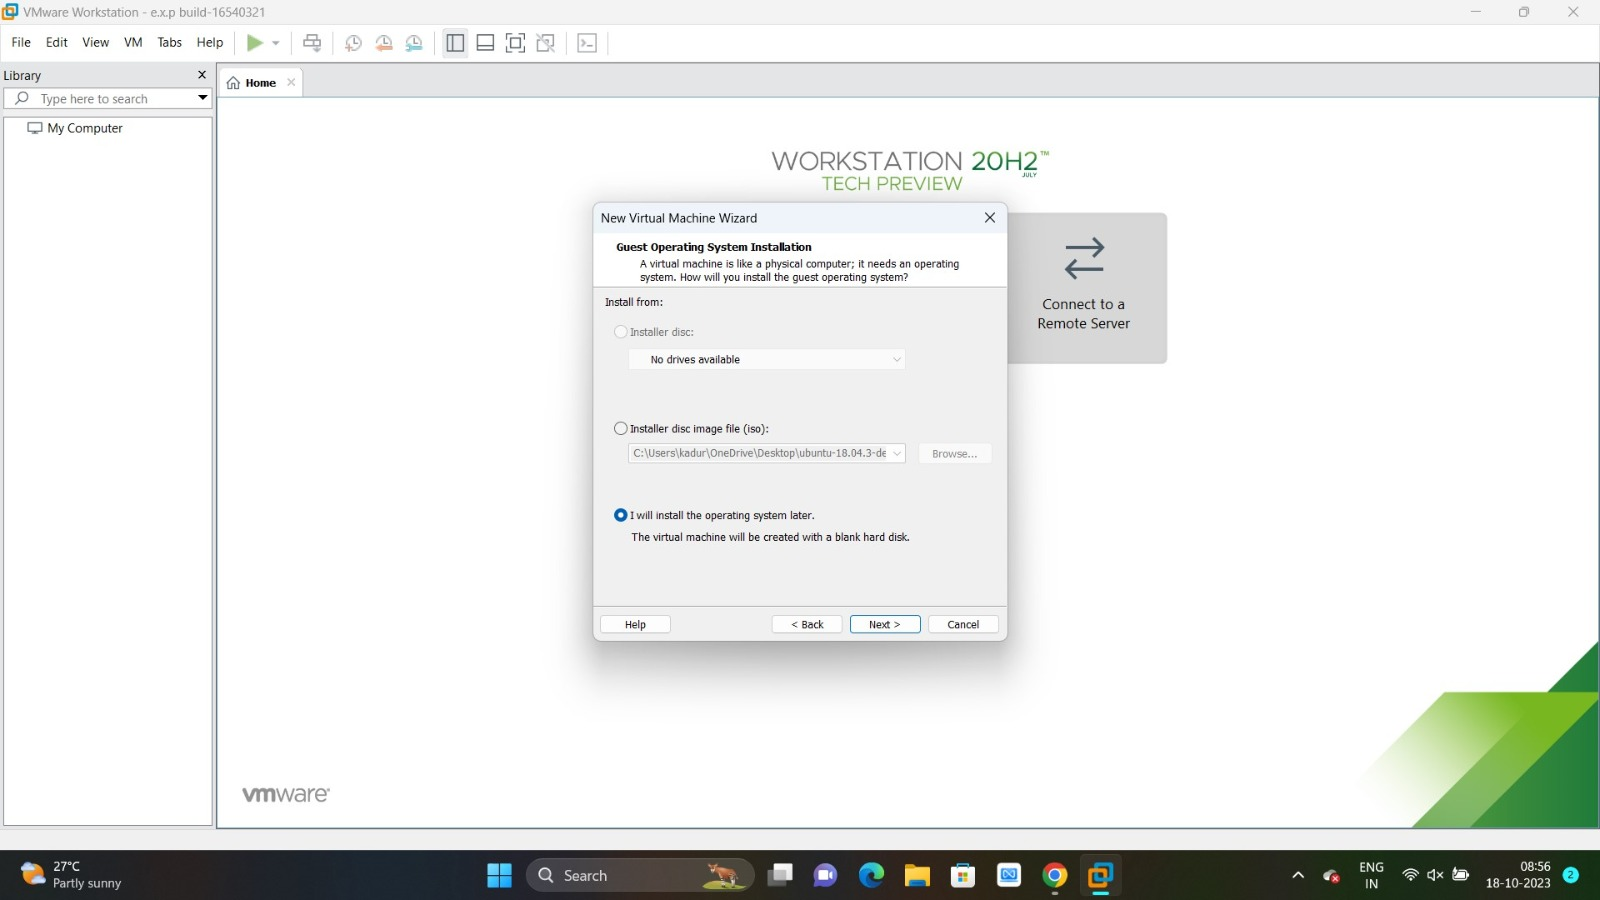 VMware Workstation - e.x.p build-16540321
File Edit View VM Tabs Help
Library
Home
Type here to search
My Computer
WORKSTATION 20H2™
JULY
TECH PREVIEW
New Virtual Machine Wizard
Guest Operating System Installation
A virtual machine is like a physical computer; it needs an operating
system. How will you install the guest operating system?
Install from:
Installer disc:
No drives available
Installer disc image file (iso):
C:\Users\kadur\OneDrive\Desktop\ubuntu-18.04.3-de
Browse...
I will install the operating system later.
The virtual machine will be created with a blank hard disk.
Help
< Back
Next >
Cancel
Connect to a
Remote Server
vmware®
27°C
Partly sunny
Search
ENG
IN
08:56
18-10-2023
2